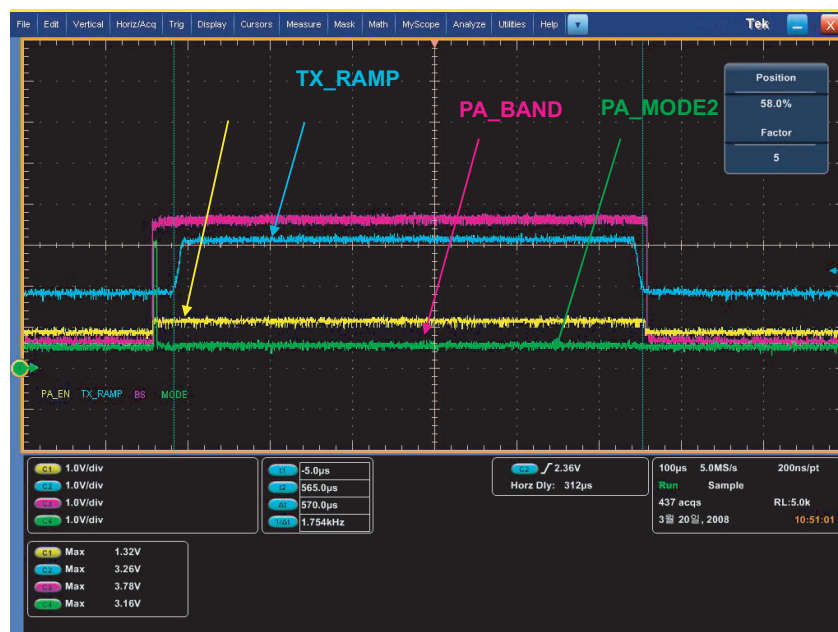 File Edit Vertical Horiz/Acq Trig Display Cursors Measure Mask Math MyScope Analyze Utilities Help Tek
TX_RAMP
PA_BAND
PA_MODE2
Position
58.0%
Factor
5
PA_EN TX_RAMP BS MODE
C1 1.0V/div
C2 1.0V/div
C3 1.0V/div
C4 1.0V/div
t1 -5.0µs
t2 565.0µs
Δt 570.0µs
1/Δt 1.754kHz
C2 2.36V
Horz Dly: 312µs
100µs 5.0MS/s 200ns/pt
Run Sample
437 acqs RL:5.0k
3월 20일, 2008 10:51:01
C1 Max 1.32V
C2 Max 3.26V
C3 Max 3.78V
C4 Max 3.16V